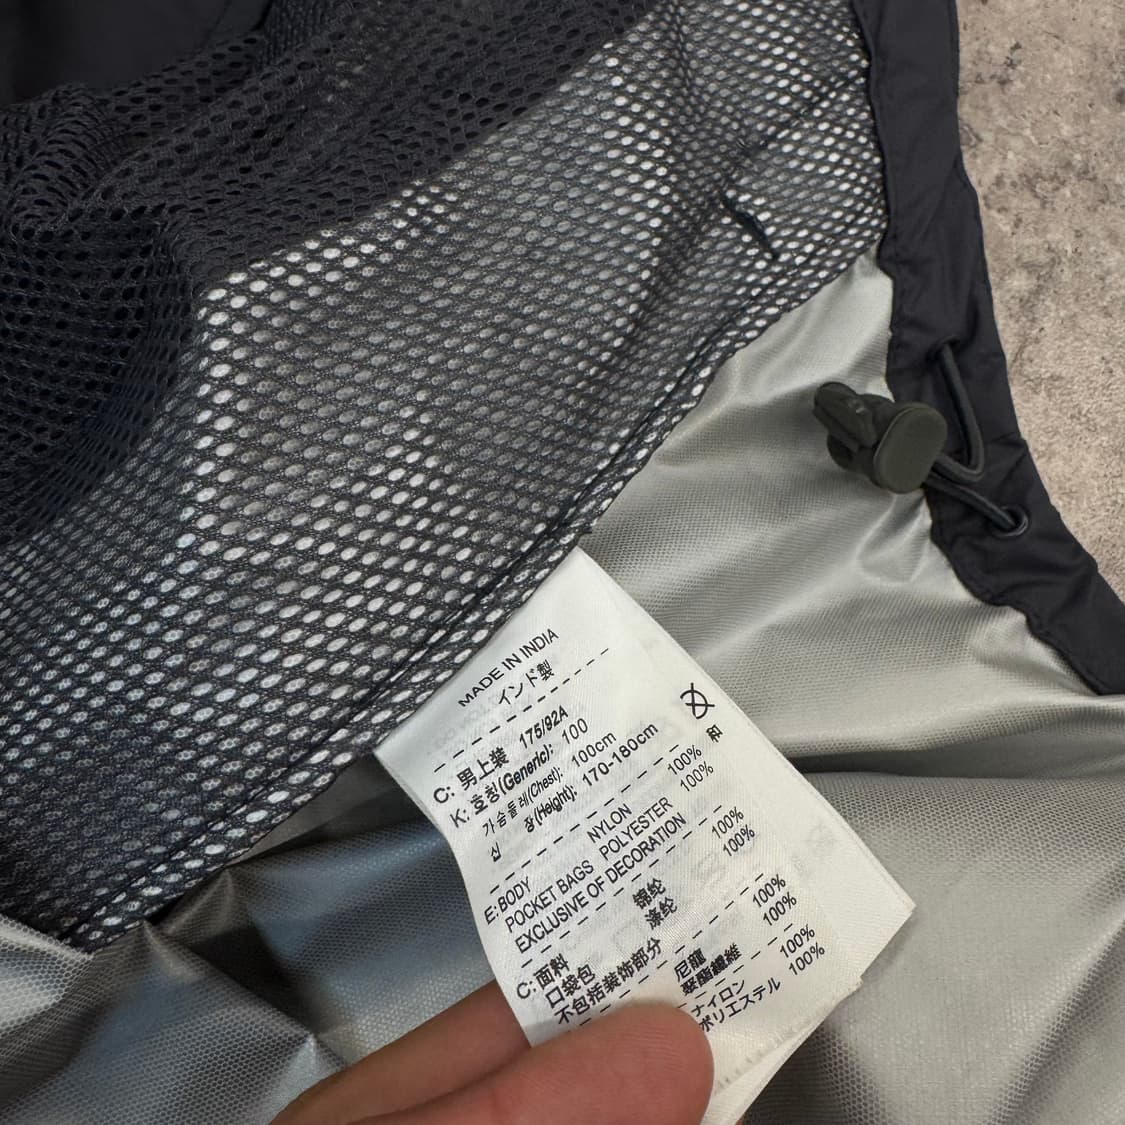 MADE IN INDIA
インド製
C: 男上装 175/92A
K: 호칭(Generic): 100
가슴둘레(Chest): 100cm
신 장(Height): 170-180cm
E: BODY NYLON 100%
POCKET BAGS POLYESTER 100%
EXCLUSIVE OF DECORATION
C: 面料 锦纶 100%
口袋包 涤纶 100%
不包括装饰部分
尼龍 100%
聚酯纖維 100%
ナイロン 100%
ポリエステル 100%